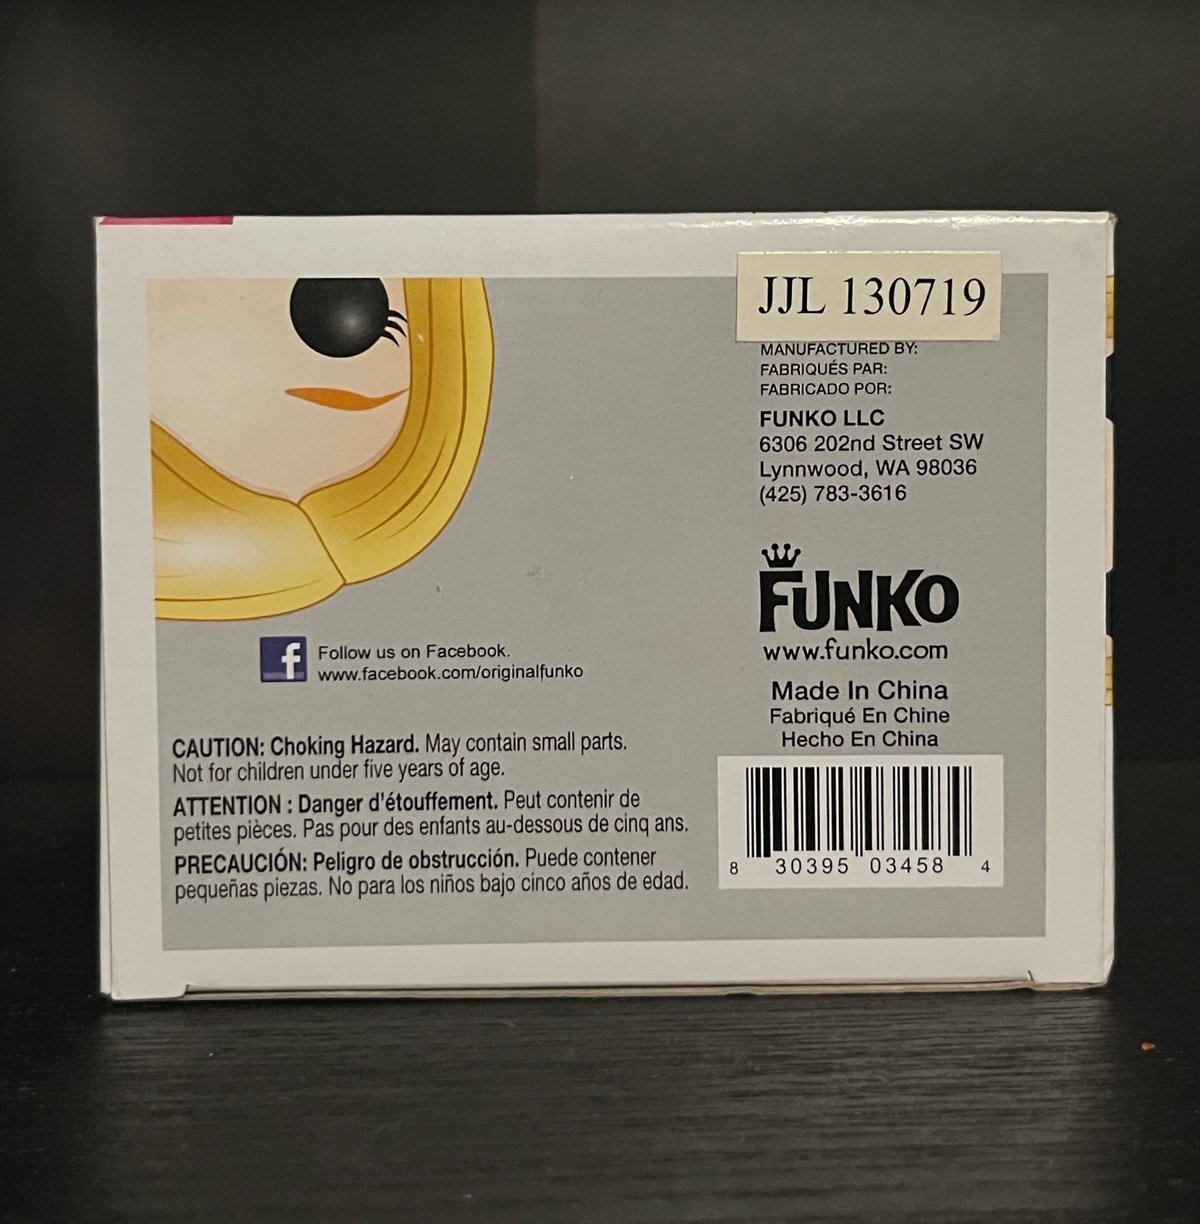 JJL 130719
MANUFACTURED BY:
FABRIQUÉS PAR:
FABRICADO POR:
FUNKO LLC
6306 202nd Street SW
Lynnwood, WA 98036
(425) 783-3616
FUNKO
www.funko.com
Made In China
Fabriqué En Chine
Hecho En China
8 30395 03458 4
f
Follow us on Facebook.
www.facebook.com/originalfunko
CAUTION: Choking Hazard. May contain small parts.
Not for children under five years of age.
ATTENTION : Danger d'étouffement. Peut contenir de
petites pièces. Pas pour des enfants au-dessous de cinq ans.
PRECAUCIÓN: Peligro de obstrucción. Puede contener
pequeñas piezas. No para los niños bajo cinco años de edad.